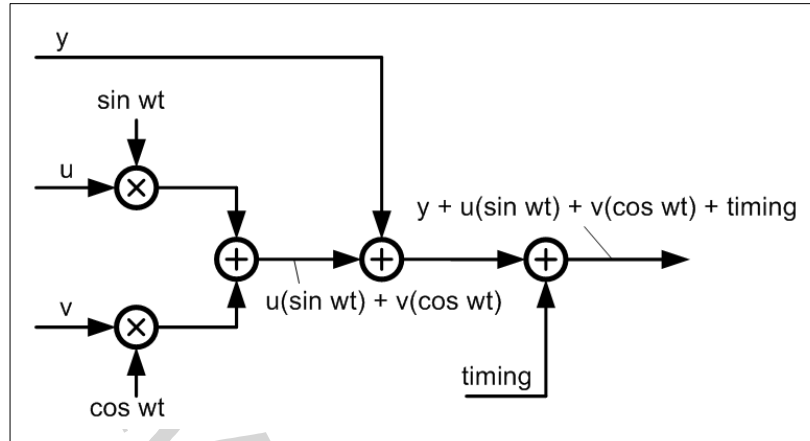 y
sin wt
u
y + u(sin wt) + v(cos wt) + timing
u(sin wt) + v(cos wt)
v
timing
cos wt